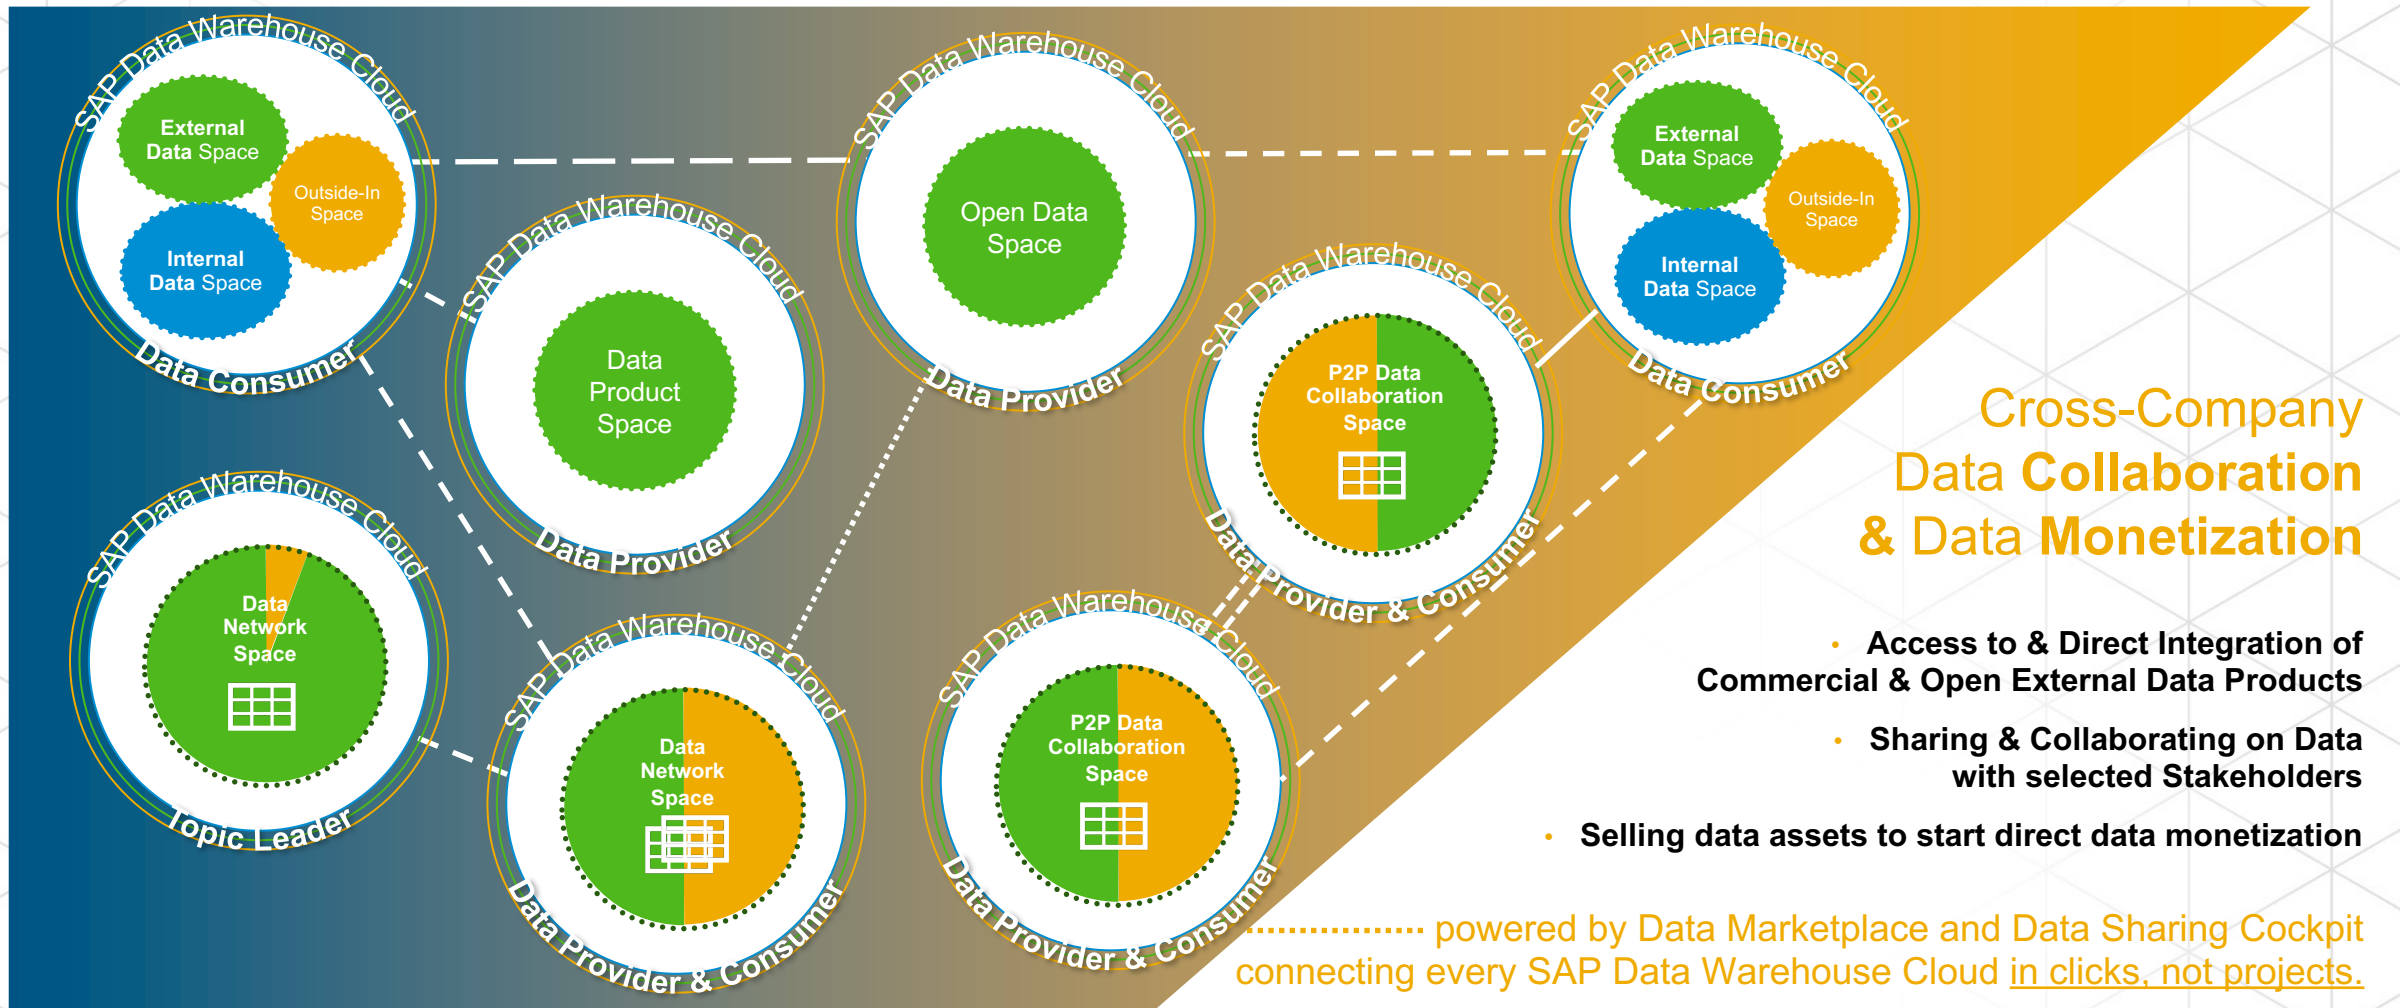 SAP Data Warehouse Cloud
External
Data Space
Outside-In
Space
Internal
Data Space
Data Consumer
SAP Data Warehouse Cloud
Data
Product
Space
Data Provider
SAP Data Warehouse Cloud
Open Data
Space
Data Provider
SAP Data Warehouse Cloud
P2P Data
Collaboration
Space
Data Provider & Consumer
SAP Data Warehouse Cloud
External
Data Space
Outside-In
Space
Internal
Data Space
Data Consumer
SAP Data Warehouse Cloud
Data
Network
Space
Topic Leader
SAP Data Warehouse Cloud
Data
Network
Space
Data Provider & Consumer
SAP Data Warehouse Cloud
P2P Data
Collaboration
Space
Data Provider & Consumer
Cross-Company
Data Collaboration
& Data Monetization
• Access to & Direct Integration of
Commercial & Open External Data Products
• Sharing & Collaborating on Data
with selected Stakeholders
• Selling data assets to start direct data monetization
powered by Data Marketplace and Data Sharing Cockpit
connecting every SAP Data Warehouse Cloud in clicks, not projects.